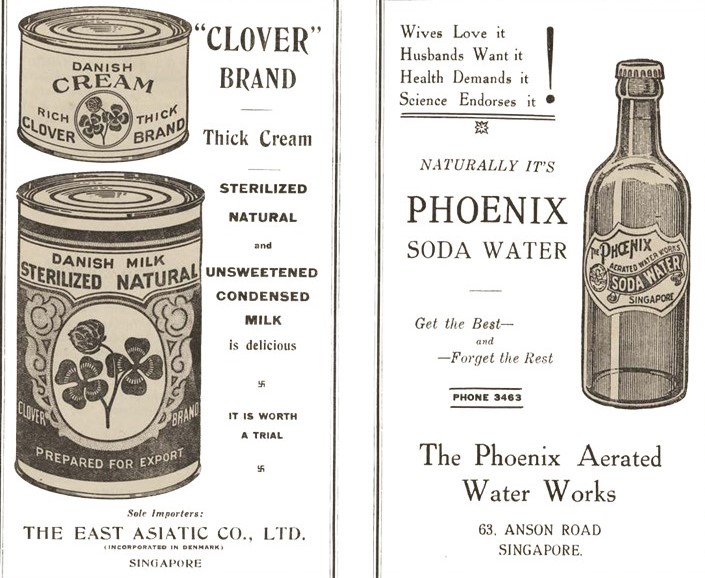 DANISH
CREAM
RICH THICK
CLOVER BRAND
"CLOVER"
BRAND
Thick Cream
STERILIZED
NATURAL
and
UNSWEETENED
CONDENSED
MILK
is delicious
卐
IT IS WORTH
A TRIAL
卐
DANISH MILK
STERILIZED NATURAL
CLOVER BRAND
PREPARED FOR EXPORT
Sole Importers:
THE EAST ASIATIC CO., LTD.
(INCORPORATED IN DENMARK)
SINGAPORE
Wives Love it
Husbands Want it
Health Demands it
Science Endorses it !
NATURALLY IT'S
PHOENIX
SODA WATER
Get the Best—
and
—Forget the Rest
PHONE 3463
THE PHOENIX
AERATED WATER WORKS
SODA WATER
SINGAPORE
The Phoenix Aerated
Water Works
63, ANSON ROAD
SINGAPORE.